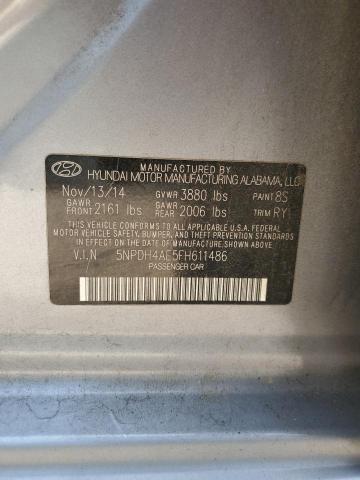 MANUFACTURED BY
HYUNDAI MOTOR MANUFACTURING ALABAMA, LLC
Nov/13/14 GVWR 3880 lbs PAINT 8S
GAWR FRONT 2161 lbs GAWR REAR 2006 lbs TRIM RY
THIS VEHICLE CONFORMS TO ALL APPLICABLE U.S. FEDERAL
MOTOR VEHICLE SAFETY, BUMPER, AND THEFT PREVENTION
STANDARDS IN EFFECT ON THE DATE OF MANUFACTURE SHOWN ABOVE.
V.I.N 5NPDH4AE5FH611486
PASSENGER CAR